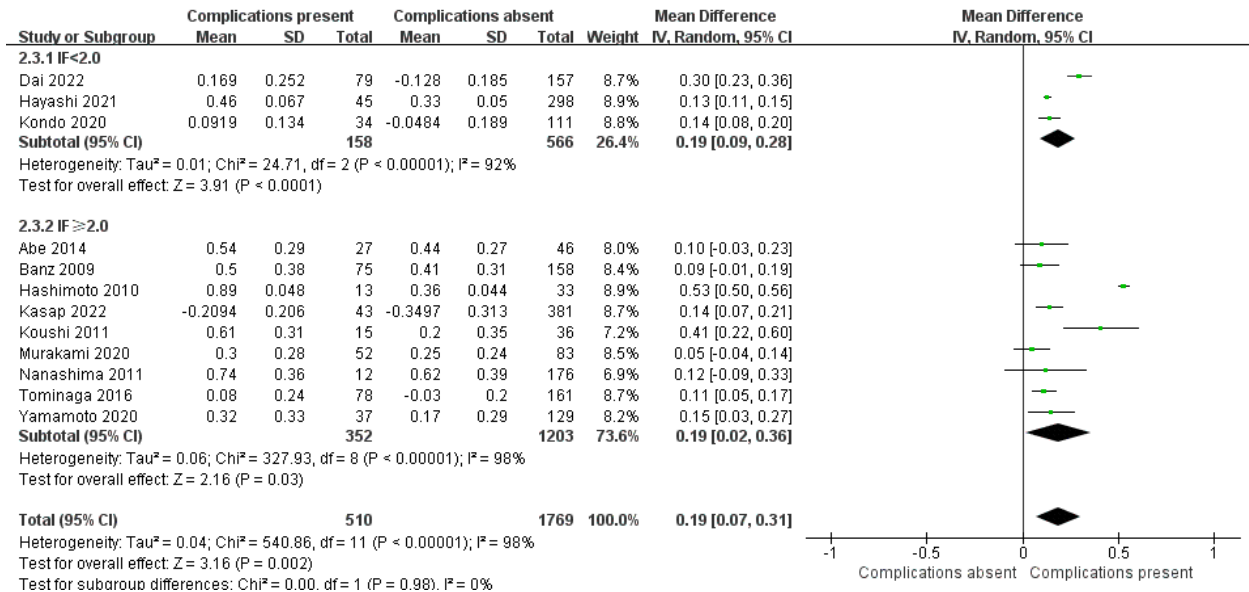 Complications present Complications absent Mean Difference Mean Difference
Study or Subgroup Mean SD Total Mean SD Total Weight IV, Random, 95% CI IV, Random, 95% CI
2.3.1 IF<2.0
Dai 2022 0.169 0.252 79 -0.128 0.185 157 8.7% 0.30 [0.23, 0.36]
Hayashi 2021 0.46 0.067 45 0.33 0.05 298 8.9% 0.13 [0.11, 0.15]
Kondo 2020 0.0919 0.134 34 -0.0484 0.189 111 8.8% 0.14 [0.08, 0.20]
Subtotal (95% CI) 158 566 26.4% 0.19 [0.09, 0.28]
Heterogeneity: Tau² = 0.01; Chi² = 24.71, df = 2 (P < 0.00001); I² = 92%
Test for overall effect: Z = 3.91 (P < 0.0001)
2.3.2 IF≥2.0
Abe 2014 0.54 0.29 27 0.44 0.27 46 8.0% 0.10 [-0.03, 0.23]
Banz 2009 0.5 0.38 75 0.41 0.31 158 8.4% 0.09 [-0.01, 0.19]
Hashimoto 2010 0.89 0.048 13 0.36 0.044 33 8.9% 0.53 [0.50, 0.56]
Kasap 2022 -0.2094 0.206 43 -0.3497 0.313 381 8.7% 0.14 [0.07, 0.21]
Koushi 2011 0.61 0.31 15 0.2 0.35 36 7.2% 0.41 [0.22, 0.60]
Murakami 2020 0.3 0.28 52 0.25 0.24 83 8.5% 0.05 [-0.04, 0.14]
Nanashima 2011 0.74 0.36 12 0.62 0.39 176 6.9% 0.12 [-0.09, 0.33]
Tominaga 2016 0.08 0.24 78 -0.03 0.2 161 8.7% 0.11 [0.05, 0.17]
Yamamoto 2020 0.32 0.33 37 0.17 0.29 129 8.2% 0.15 [0.03, 0.27]
Subtotal (95% CI) 352 1203 73.6% 0.19 [0.02, 0.36]
Heterogeneity: Tau² = 0.06; Chi² = 327.93, df = 8 (P < 0.00001); I² = 98%
Test for overall effect: Z = 2.16 (P = 0.03)
Total (95% CI) 510 1769 100.0% 0.19 [0.07, 0.31]
Heterogeneity: Tau² = 0.04; Chi² = 540.86, df = 11 (P < 0.00001); I² = 98%
Test for overall effect: Z = 3.16 (P = 0.002)
Test for subgroup differences: Chi² = 0.00, df = 1 (P = 0.98), I² = 0%
-1 -0.5 0 0.5 1
Complications absent Complications present